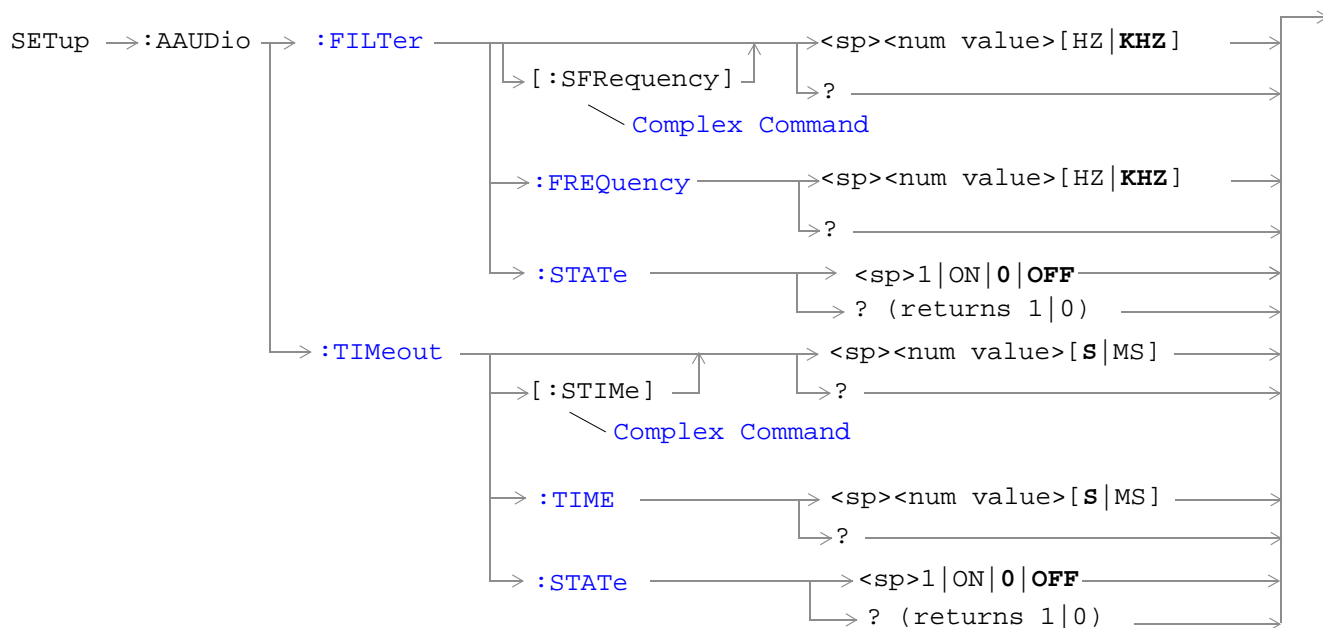 SETup :AAUDio :FILTer <sp><num value>[HZ|KHZ]
[:SFRequency] ?
Complex Command
:FREQuency <sp><num value>[HZ|KHZ]
?
:STATe <sp>1|ON|0|OFF
? (returns 1|0)
:TIMeout <sp><num value>[S|MS]
[:STIMe] ?
Complex Command
:TIME <sp><num value>[S|MS]
?
:STATe <sp>1|ON|0|OFF
? (returns 1|0)